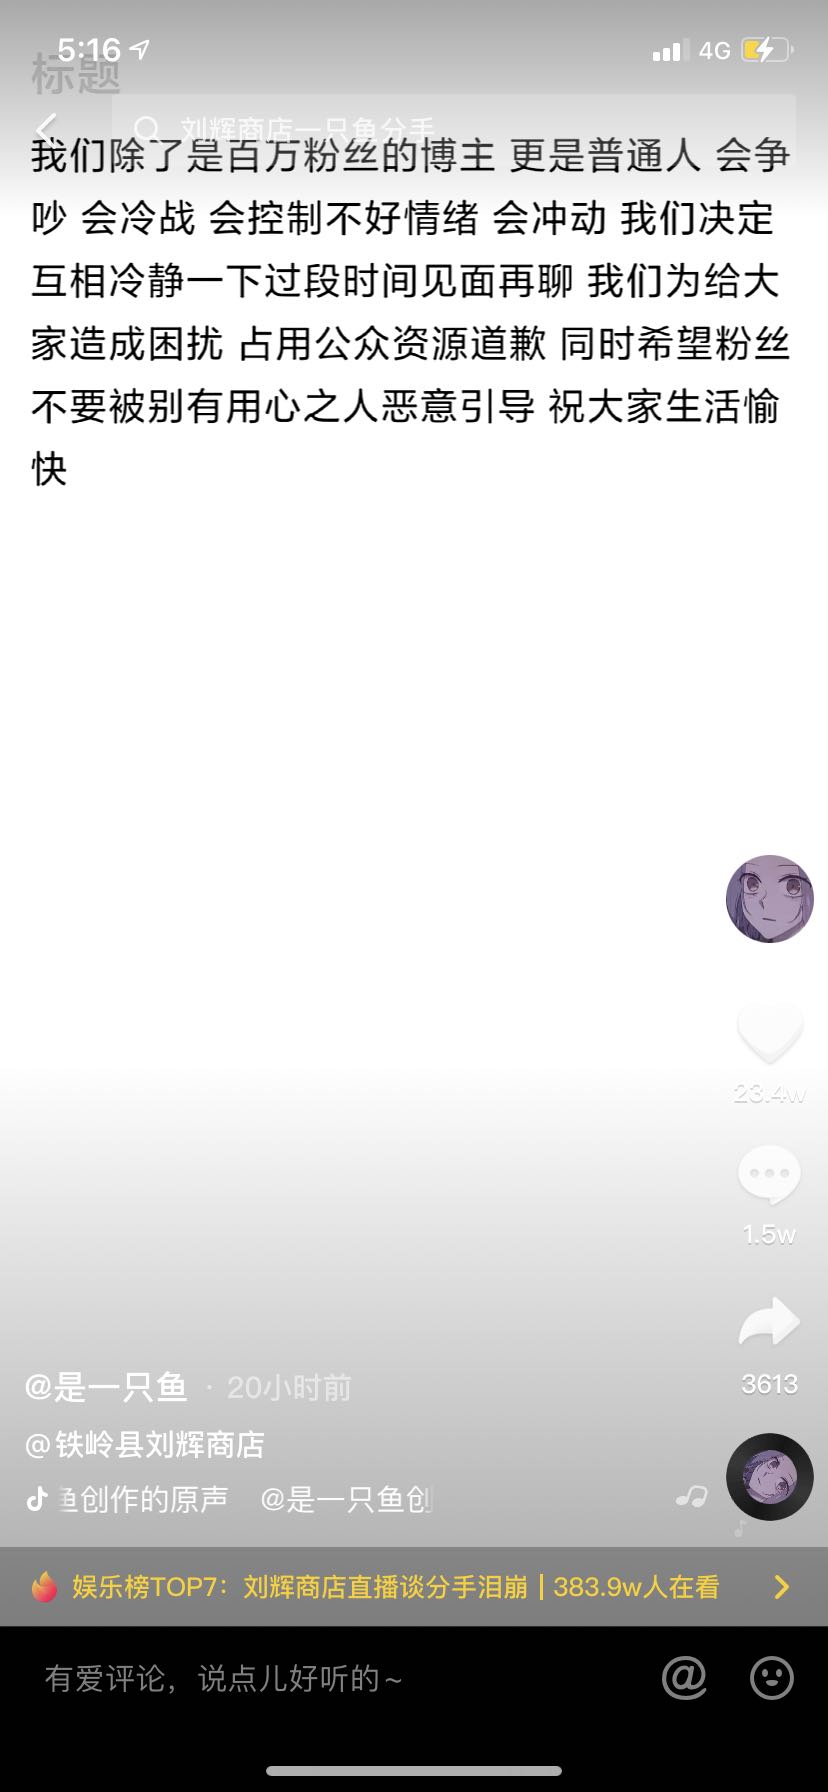 5:16
4G
标题
刘辉商店一只鱼分手
我们除了是百万粉丝的博主 更是普通人 会争
吵 会冷战 会控制不好情绪 会冲动 我们决定
互相冷静一下过段时间见面再聊 我们为给大
家造成困扰 占用公众资源道歉 同时希望粉丝
不要被别有用心之人恶意引导 祝大家生活愉
快
23.4w
1.5w
3613
@是一只鱼 · 20小时前
@铁岭县刘辉商店
鱼创作的原声 @是一只鱼创
娱乐榜TOP7：刘辉商店直播谈分手泪崩 | 383.9w人在看
有爱评论，说点儿好听的~